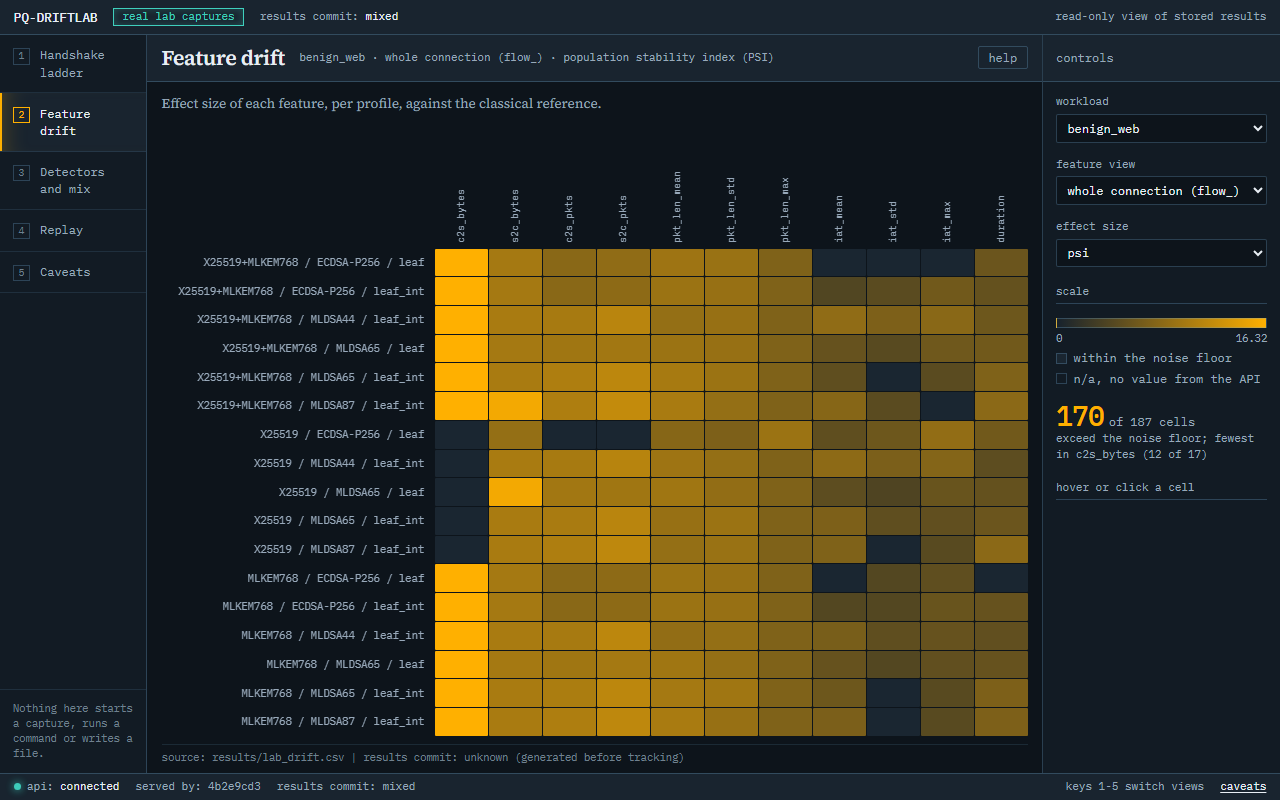 PQ-DRIFTLAB real lab captures results commit: mixed read-only view of stored results
1 Handshake
ladder
2 Feature
drift
3 Detectors
and mix
4 Replay
5 Caveats
Nothing here starts
a capture, runs a
command or writes a
file.
Feature drift benign_web · whole connection (flow_) · population stability index (PSI) help
Effect size of each feature, per profile, against the classical reference.
c2s_bytes
s2c_bytes
c2s_pkts
s2c_pkts
pkt_len_mean
pkt_len_std
pkt_len_max
iat_mean
iat_std
iat_max
duration
X25519+MLKEM768 / ECDSA-P256 / leaf
X25519+MLKEM768 / ECDSA-P256 / leaf_int
X25519+MLKEM768 / MLDSA44 / leaf_int
X25519+MLKEM768 / MLDSA65 / leaf
X25519+MLKEM768 / MLDSA65 / leaf_int
X25519+MLKEM768 / MLDSA87 / leaf_int
X25519 / ECDSA-P256 / leaf
X25519 / MLDSA44 / leaf_int
X25519 / MLDSA65 / leaf
X25519 / MLDSA65 / leaf_int
X25519 / MLDSA87 / leaf_int
MLKEM768 / ECDSA-P256 / leaf
MLKEM768 / ECDSA-P256 / leaf_int
MLKEM768 / MLDSA44 / leaf_int
MLKEM768 / MLDSA65 / leaf
MLKEM768 / MLDSA65 / leaf_int
MLKEM768 / MLDSA87 / leaf_int
source: results/lab_drift.csv | results commit: unknown (generated before tracking)
controls
workload
benign_web
feature view
whole connection (flow_)
effect size
psi
scale
0 16.32
within the noise floor
n/a, no value from the API
170 of 187 cells
exceed the noise floor; fewest
in c2s_bytes (12 of 17)
hover or click a cell
api: connected served by: 4b2e9cd3 results commit: mixed keys 1-5 switch views caveats